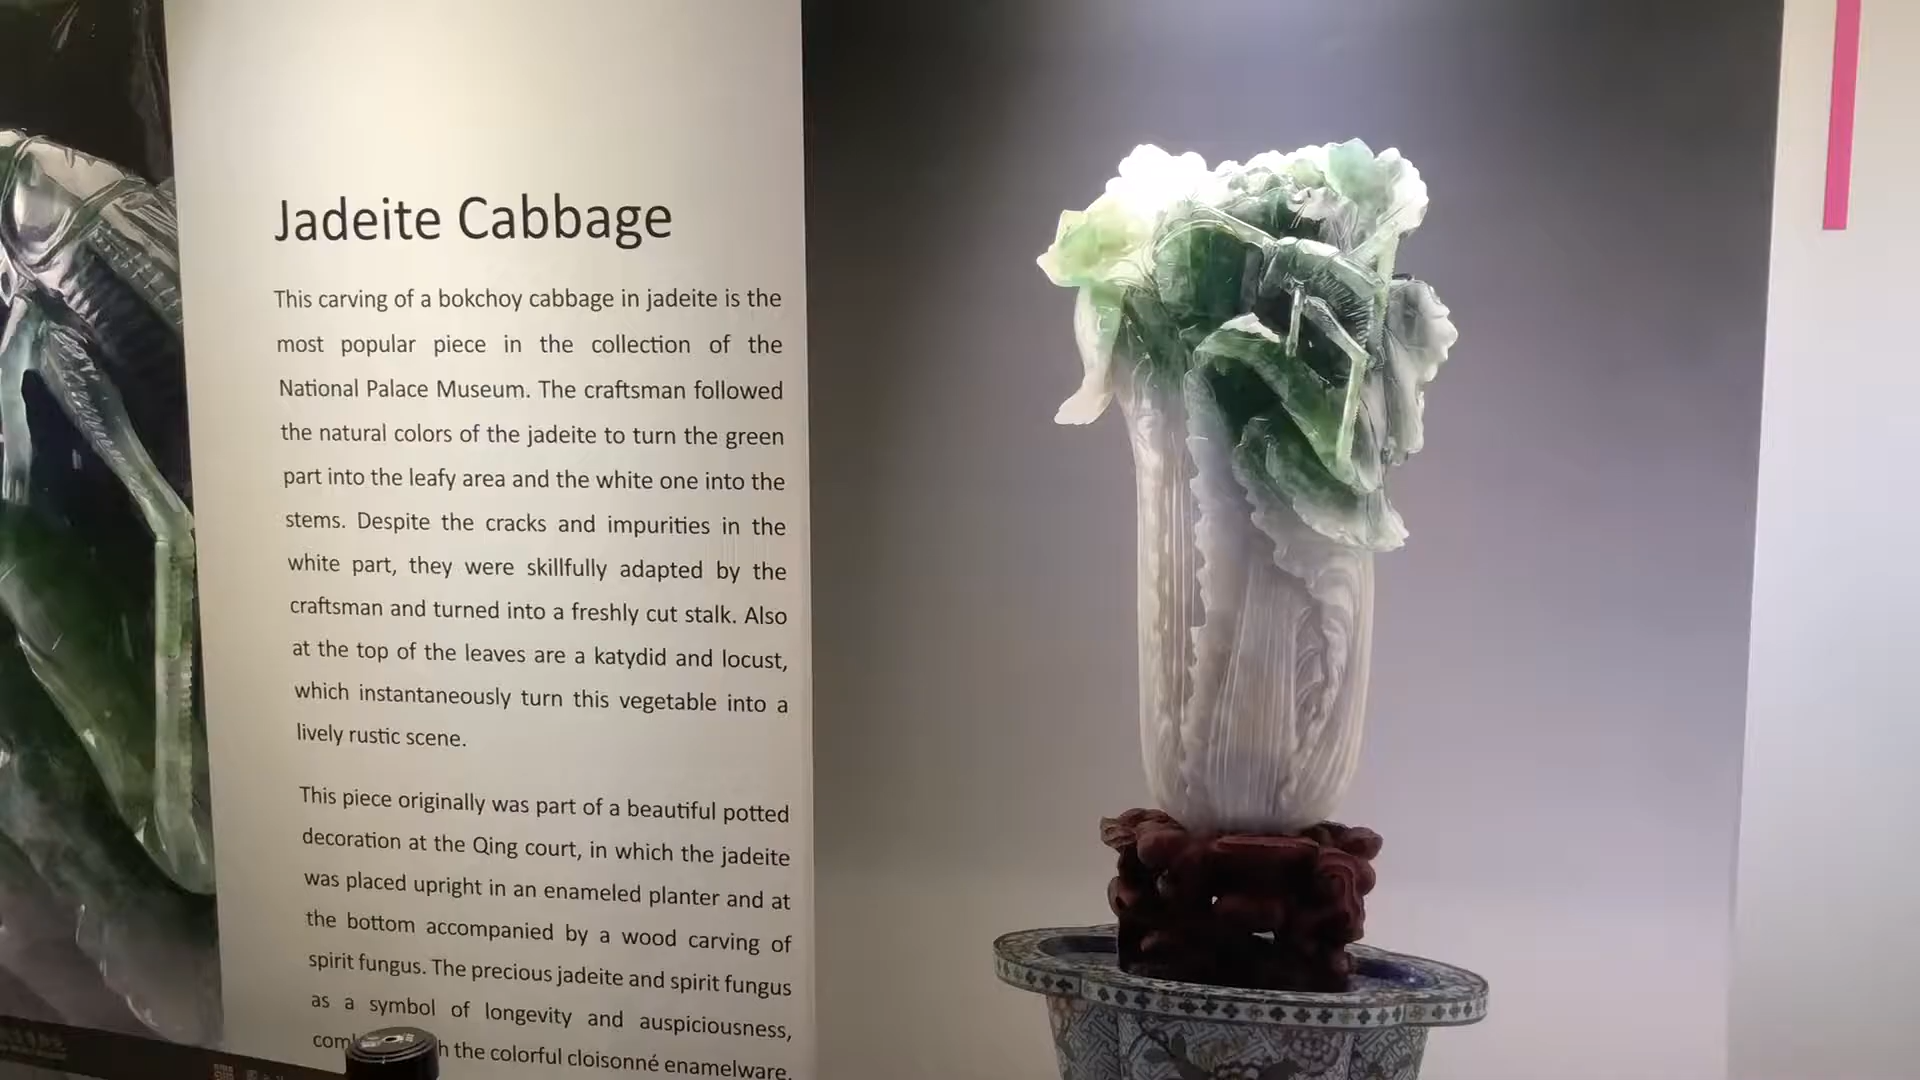 Jadeite Cabbage
This carving of a bokchoy cabbage in jadeite is the
most popular piece in the collection of the
National Palace Museum. The craftsman followed
the natural colors of the jadeite to turn the green
part into the leafy area and the white one into the
stems. Despite the cracks and impurities in the
white part, they were skillfully adapted by the
craftsman and turned into a freshly cut stalk. Also
at the top of the leaves are a katydid and locust,
which instantaneously turn this vegetable into a
lively rustic scene.
This piece originally was part of a beautiful potted
decoration at the Qing court, in which the jadeite
was placed upright in an enameled planter and at
the bottom accompanied by a wood carving of
spirit fungus. The precious jadeite and spirit fungus
as a symbol of longevity and auspiciousness,
the colorful cloisonné enamelware.